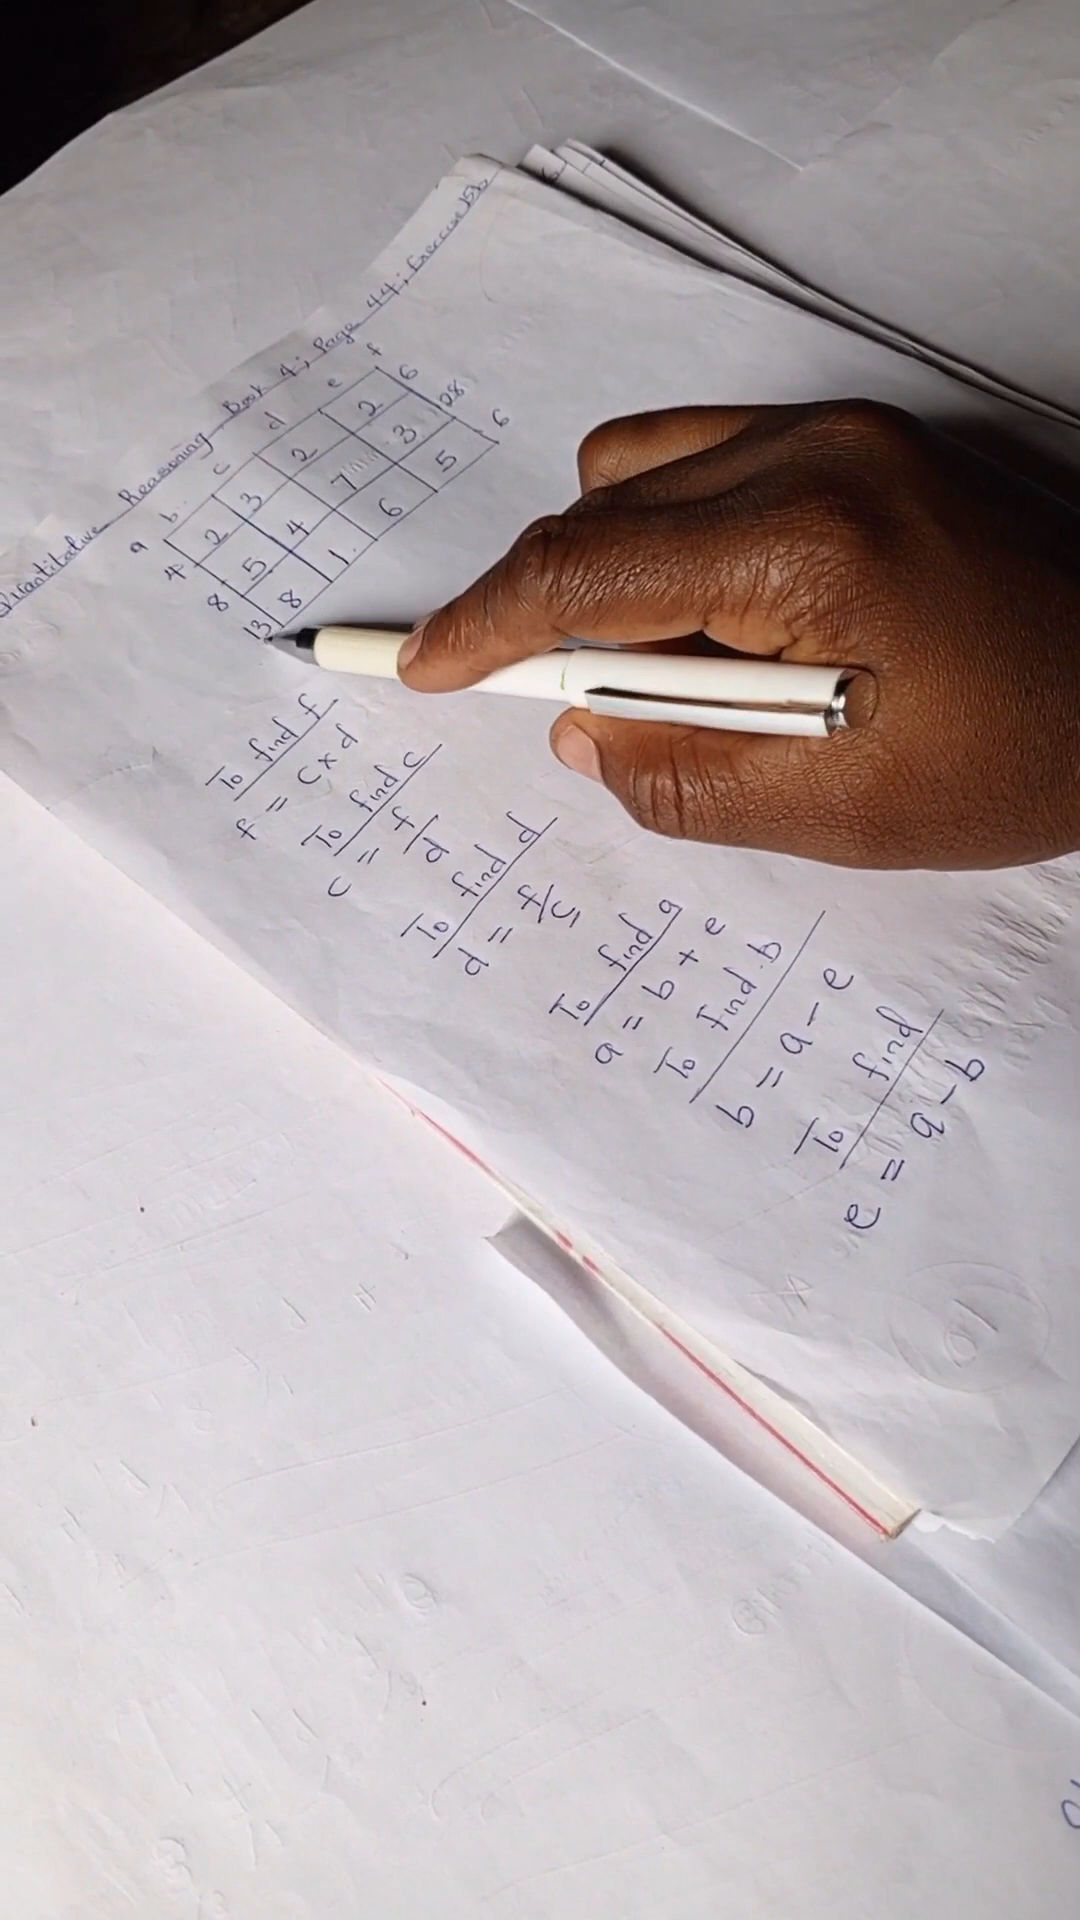 Quantitative Reasoning, Book 4; Page 44; Exercise 15b
a b c d e f
4 2 3 2 2 6
8 5 4 7 3 28
13 8 1 6 5 6
To find f
f = c x d
To find c
c = f/d
To find d
d = f/c
To find a
a = b + e
To find b
b = a - e
To find
e = a - b